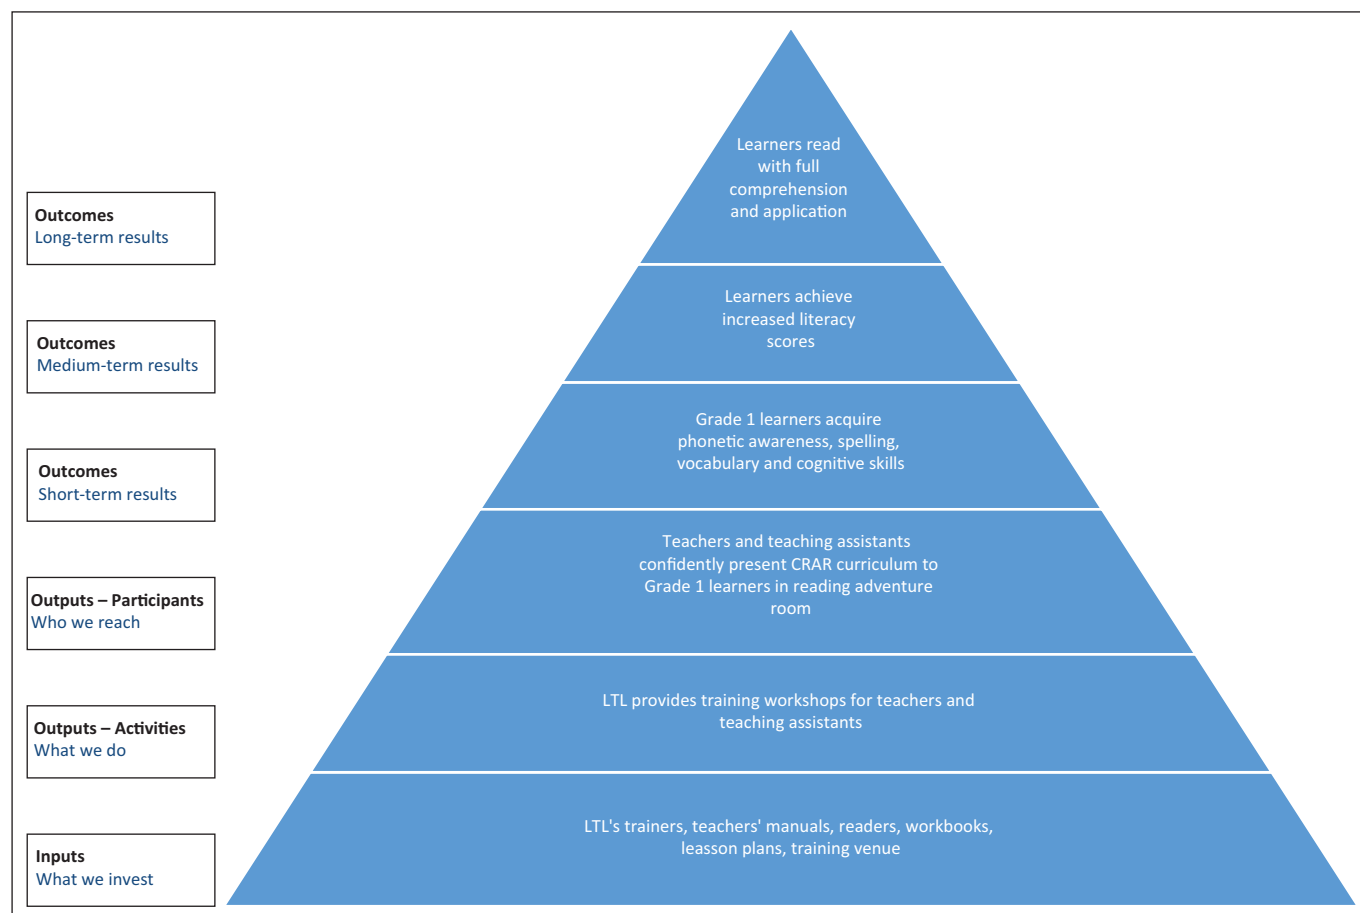 Learners read
with full
comprehension
and application
Outcomes
Long-term results
Learners achieve
increased literacy
scores
Outcomes
Medium-term results
Grade 1 learners acquire
phonetic awareness, spelling,
vocabulary and cognitive skills
Outcomes
Short-term results
Teachers and teaching assistants
confidently present CRAR curriculum to
Grade 1 learners in reading adventure
room
Outputs – Participants
Who we reach
LTL provides training workshops for teachers and
teaching assistants
Outputs – Activities
What we do
LTL's trainers, teachers' manuals, readers, workbooks,
leasson plans, training venue
Inputs
What we invest